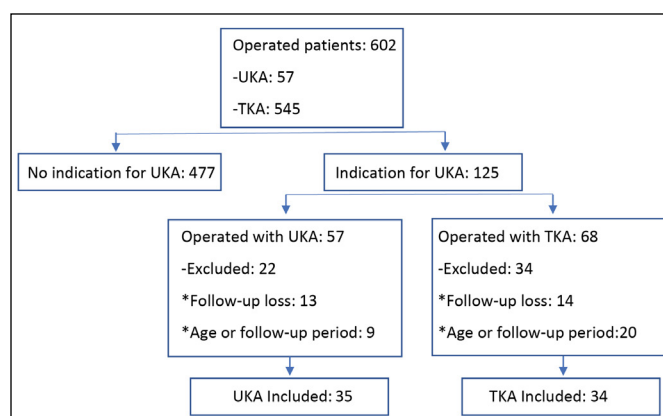 Operated patients: 602
-UKA: 57
-TKA: 545
No indication for UKA: 477
Indication for UKA: 125
Operated with UKA: 57
-Excluded: 22
*Follow-up loss: 13
*Age or follow-up period: 9
Operated with TKA: 68
-Excluded: 34
*Follow-up loss: 14
*Age or follow-up period:20
UKA Included: 35
TKA Included: 34